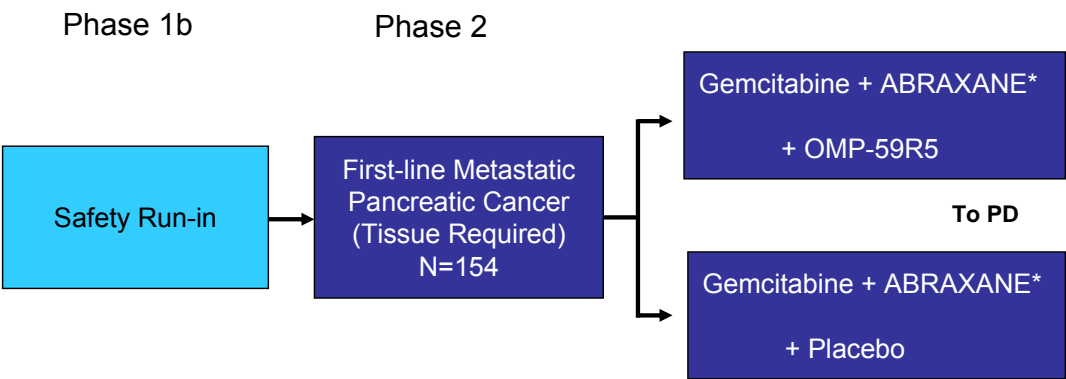 Phase 1b
Phase 2
Safety Run-in
First-line Metastatic
Pancreatic Cancer
(Tissue Required)
N=154
Gemcitabine + ABRAXANE*
+ OMP-59R5
To PD
Gemcitabine + ABRAXANE*
+ Placebo